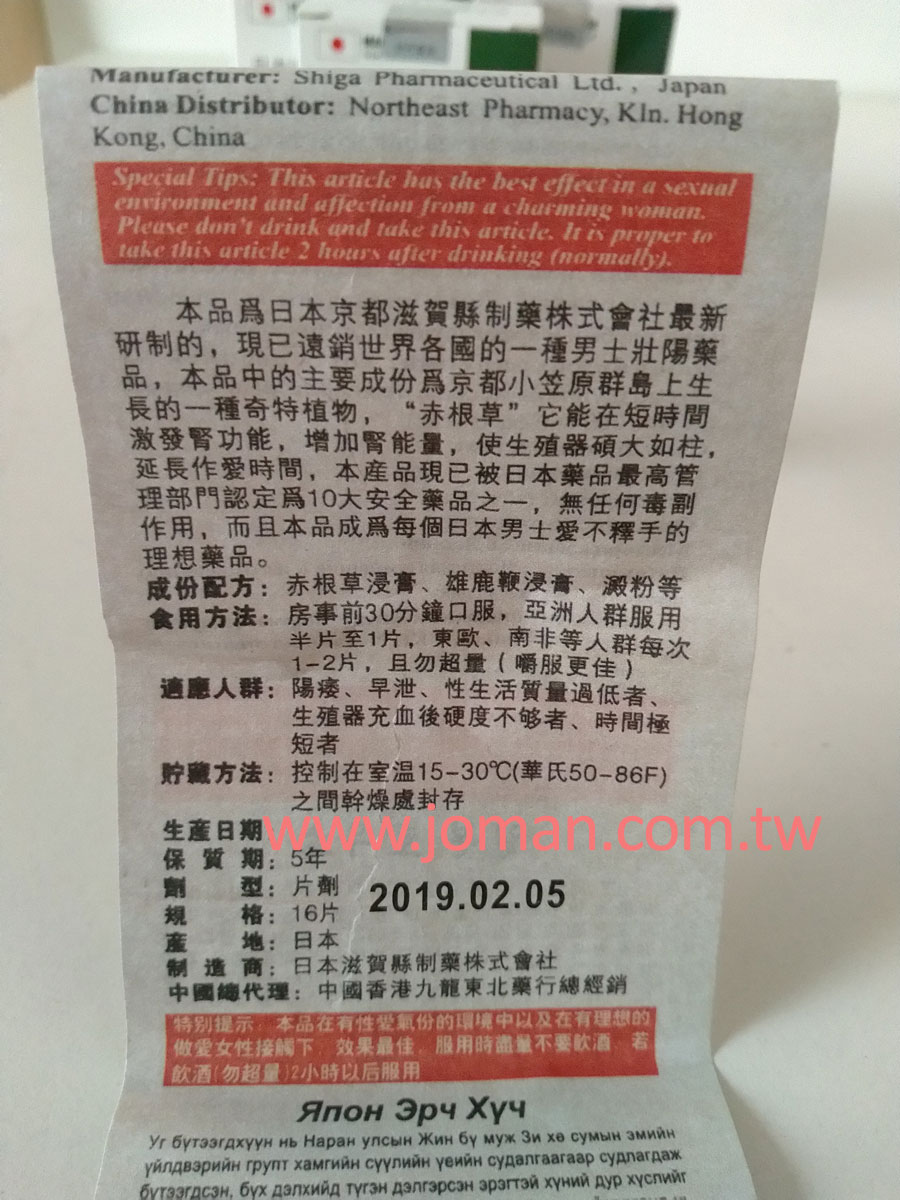 Manufacturer: Shiga Pharmaceutical Ltd. , Japan
China Distributor: Northeast Pharmacy, Kln. Hong
Kong, China
Special Tips: This article has the best effect in a sexual
environment and affection from a charming woman.
Please don't drink and take this article. It is proper to
take this article 2 hours after drinking (normally).
本品爲日本京都滋賀縣制藥株式會社最新
研制的，現已遠銷世界各國的一種男士壯陽藥
品，本品中的主要成份爲京都小笠原群島上生
長的一種奇特植物，“赤根草”它能在短時間
激發腎功能，增加腎能量，使生殖器碩大如柱，
延長作愛時間，本産品現已被日本藥品最高管
理部門認定爲10大安全藥品之一，無任何毒副
作用，而且本品成爲每個日本男士愛不釋手的
理想藥品。
成份配方：赤根草浸膏、雄鹿鞭浸膏、澱粉等
食用方法：房事前30分鐘口服，亞洲人群服用
半片至1片，東歐、南非等人群每次
1-2片，且勿超量（嚼服更佳）
適應人群：陽痿、早泄、性生活質量過低者、
生殖器充血後硬度不够者、時間極
短者
貯藏方法：控制在室温15-30℃(華氏50-86F)
之間幹燥處封存
生産日期
www.joman.com.tw
保質期：5年
劑型：片劑
2019.02.05
規格：16片
産地：日本
制造商：日本滋賀縣制藥株式會社
中國總代理：中國香港九龍東北藥行總經銷
特别提示：本品在有性愛氣份的環境中以及在有理想的
做愛女性接觸下，效果最佳，服用時盡量不要飲酒，若
飲酒(勿超量)2小時以后服用
Япон Эрч Хүч
Уг бүтээгдхүүн нь Наран улсын Жин бү муж Зи хө сумын эмийн
үйлдвэрийн групт хамгийн сүүлийн үеийн судалгаагаар судлагдаж
бүтээгдсэн, бүх дэлхийд түгэн дэлгэрсэн эрэгтэй хүний дур хүслийг